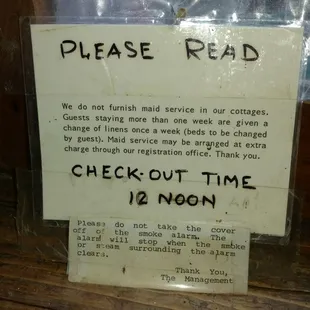 PLEASE READ
We do not furnish maid service in our cottages.
Guests staying more than one week are given a
change of linens once a week (beds to be changed
by guest). Maid service may be arranged at extra
charge through our registration office. Thank you.
CHECK-OUT TIME
12 NOON
Please do not take the cover
off of the smoke alarm. The
alarm will stop when the smoke
or steam surrounding the alarm
clears.
Thank You,
The Management